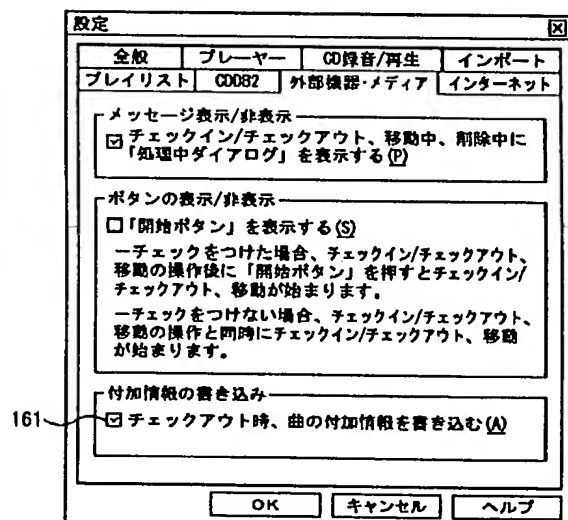 設定
全般 プレーヤー CD録音/再生 インポート
プレイリスト CDDB2 外部機器・メディア インターネット
メッセージ表示/非表示
チェックイン/チェックアウト、移動中、削除中に
「処理中ダイアログ」を表示する(P)
ボタンの表示/非表示
「開始ボタン」を表示する(S)
ーチェックをつけた場合、チェックイン/チェックアウト、
移動の操作後に「開始ボタン」を押すとチェックイン/
チェックアウト、移動が始まります。
ーチェックをつけない場合、チェックイン/チェックアウト、
移動の操作と同時にチェックイン/チェックアウト、移動
が始まります。
付加情報の書き込み
161 チェックアウト時、曲の付加情報を書き込む(A)
OK キャンセル ヘルプ